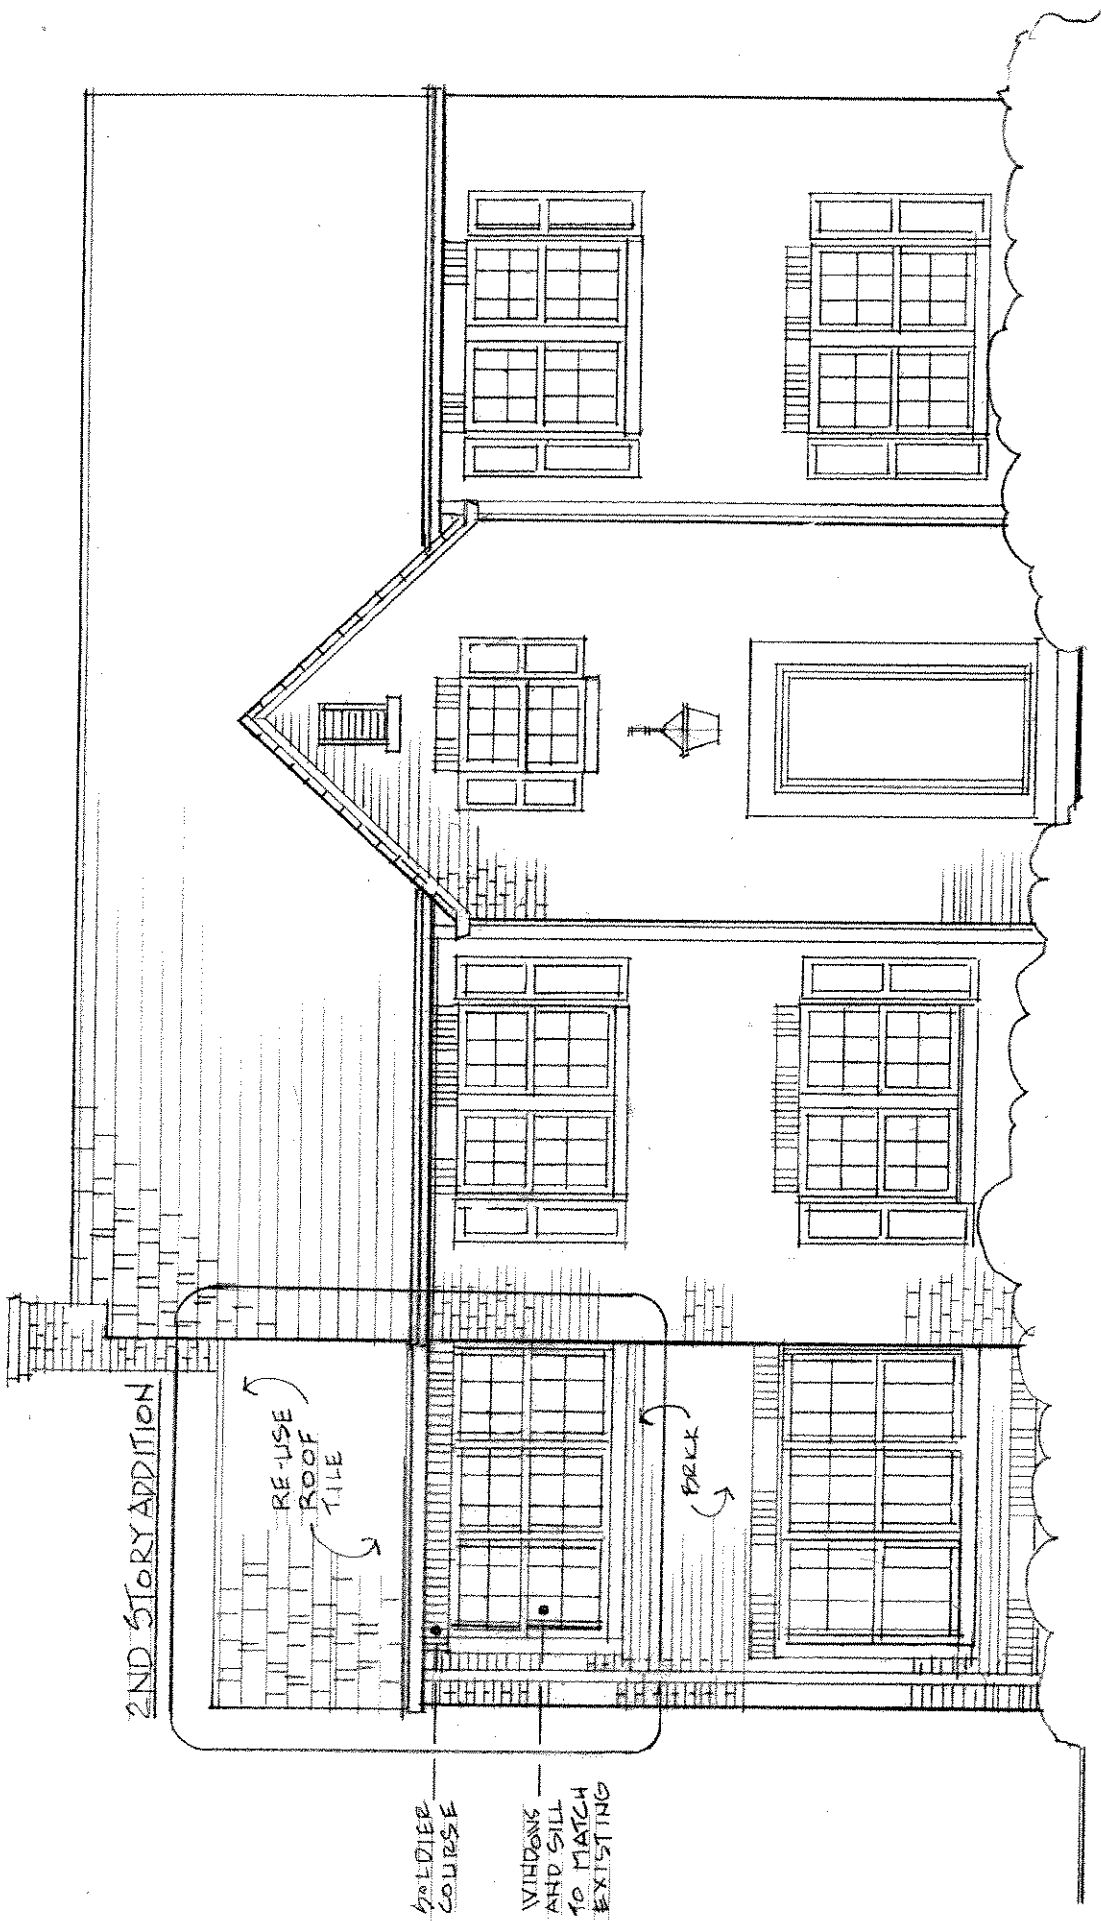 2ND STORY ADDITION
RE-USE
ROOF
TILE
SOLDIER
COURSE
WINDOWS
AND SILL
TO MATCH
EXISTING
BRICK